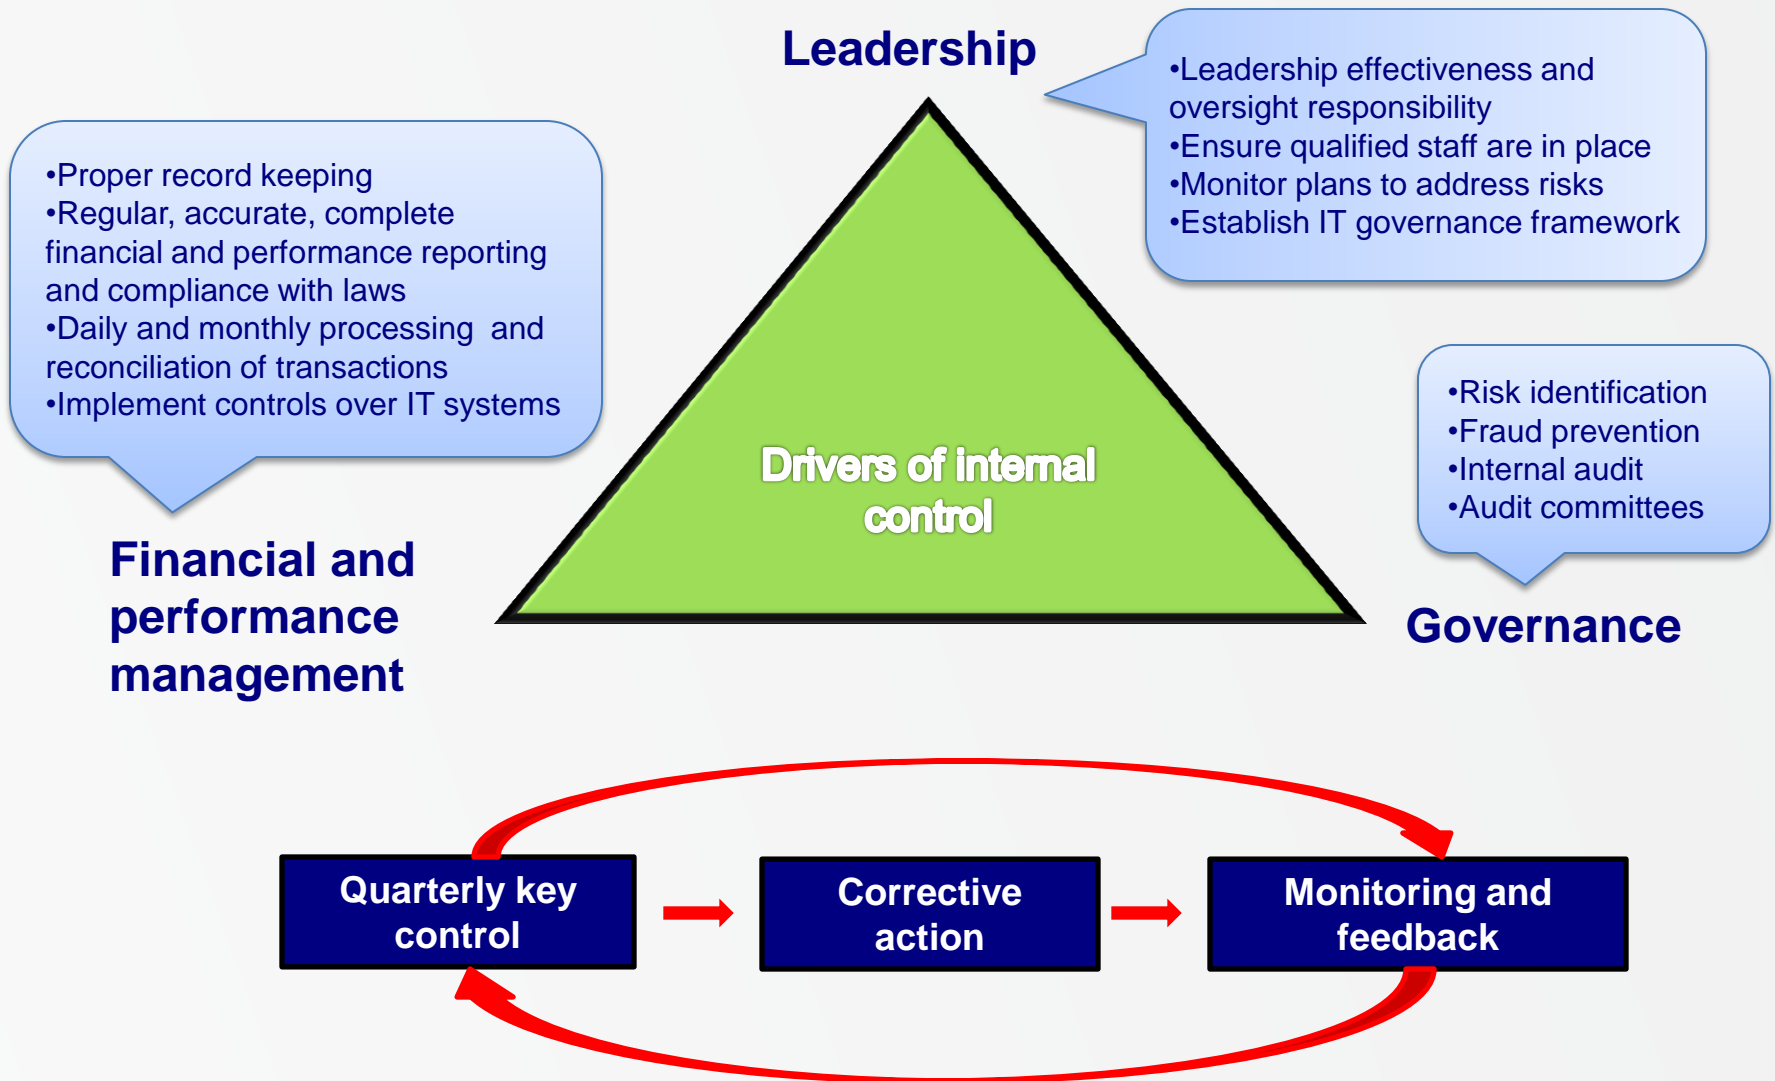 Leadership
•Leadership effectiveness and
oversight responsibility
•Ensure qualified staff are in place
•Monitor plans to address risks
•Establish IT governance framework
•Proper record keeping
•Regular, accurate, complete
financial and performance reporting
and compliance with laws
•Daily and monthly processing  and
reconciliation of transactions
•Implement controls over IT systems
•Risk identification
•Fraud prevention
•Internal audit
•Audit committees
Drivers of internal
control
Financial and
performance
management
Governance
Quarterly key
control
Corrective
action
Monitoring and
feedback